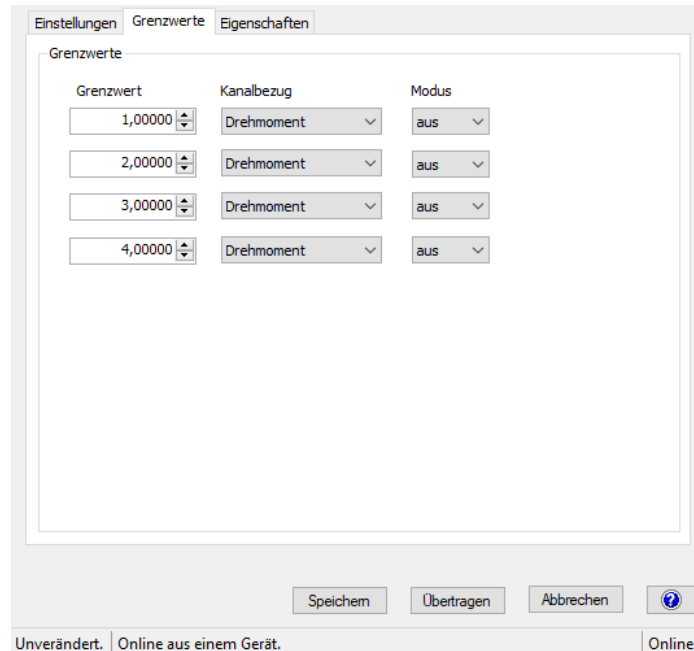 Einstellungen Grenzwerte Eigenschaften
Grenzwerte
Grenzwert Kanalbezug Modus
1,00000 Drehmoment aus
2,00000 Drehmoment aus
3,00000 Drehmoment aus
4,00000 Drehmoment aus
Speichern Übertragen Abbrechen ?
Unverändert. Online aus einem Gerät. Online